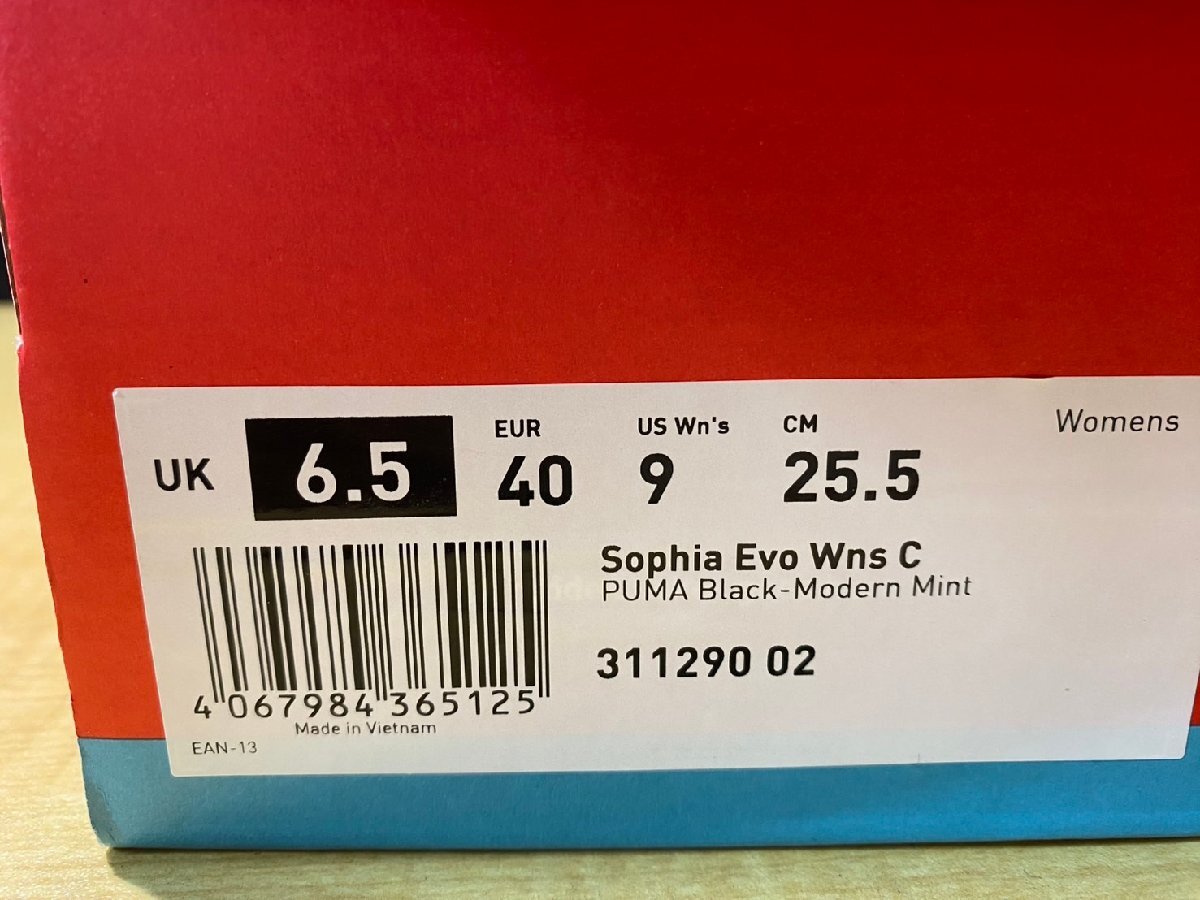 UK 6.5
EUR 40
US Wn's 9
CM 25.5
Womens
Sophia Evo Wns C
PUMA Black-Modern Mint
311290 02
4 067984 365125
Made in Vietnam
EAN-13